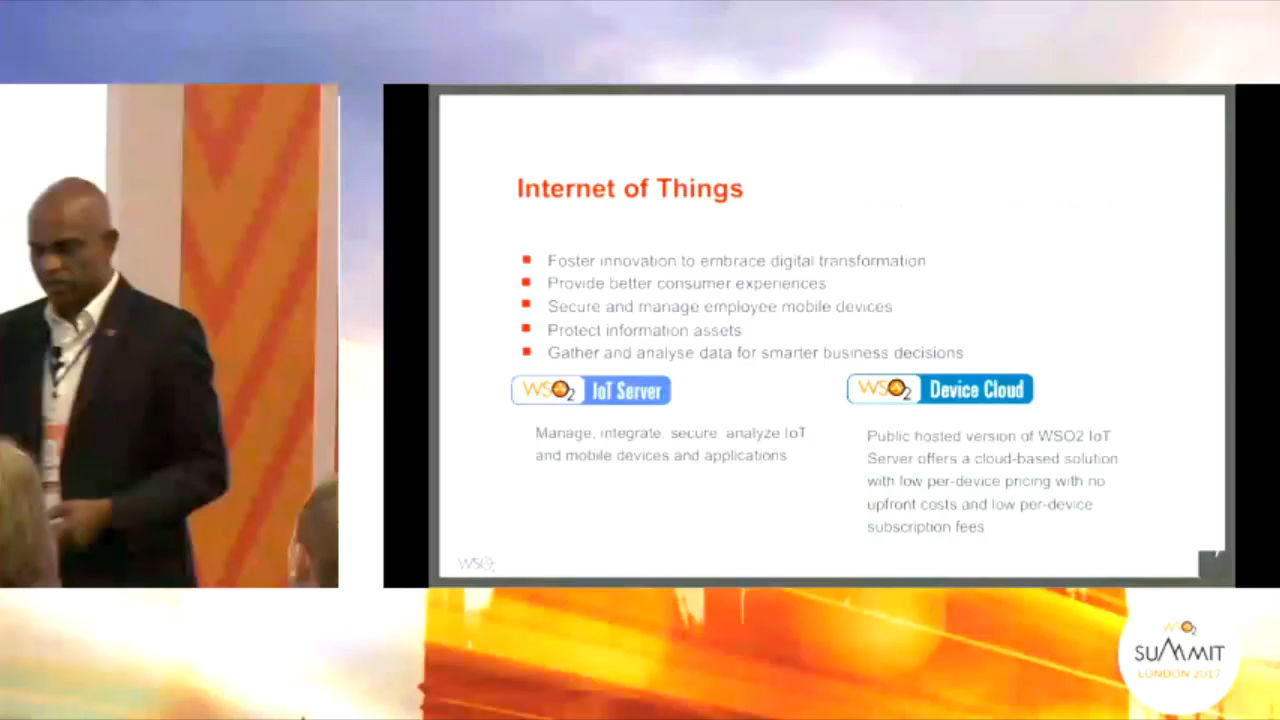 Internet of Things
Foster innovation to embrace digital transformation
Provide better consumer experiences
Secure and manage employee mobile devices
Protect information assets
Gather and analyse data for smarter business decisions
WSO2 IoT Server
WSO2 Device Cloud
Manage, integrate, secure, analyze IoT
and mobile devices and applications
Public hosted version of WSO2 IoT
Server offers a cloud-based solution
with low per-device pricing with no
upfront costs and low per-device
subscription fees
WSO2
7
WSO2
SUMMIT
LONDON 2017